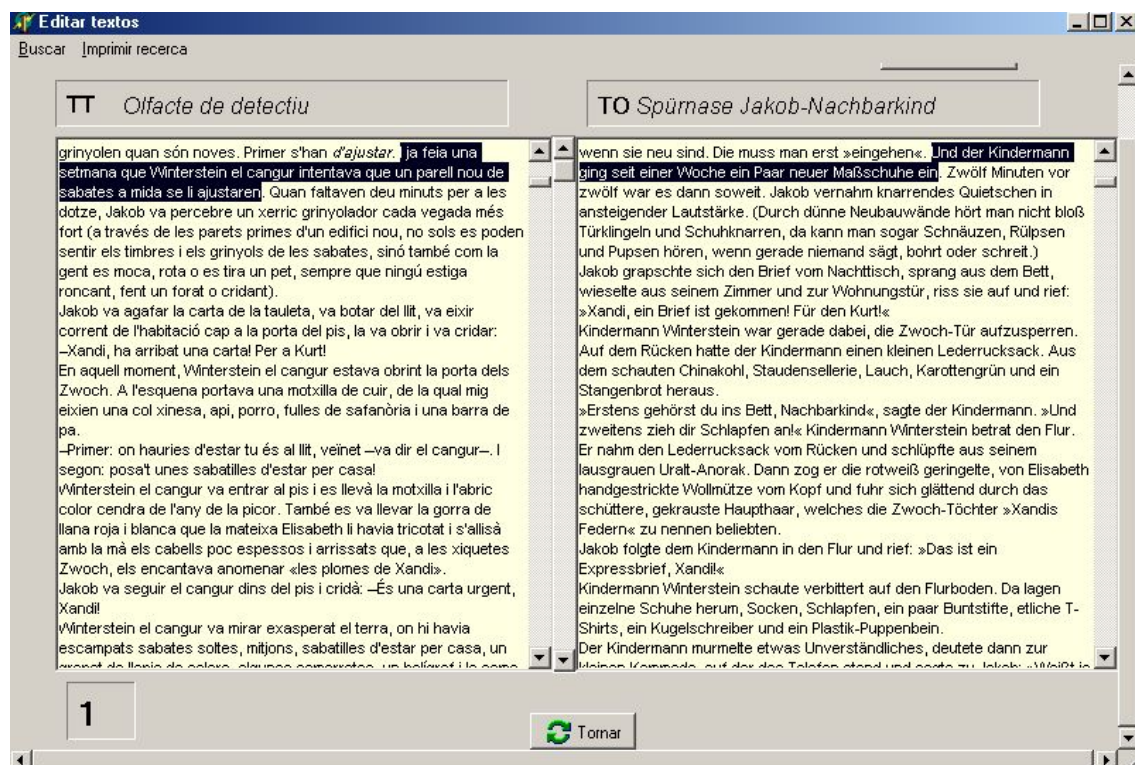 Editar textos
Buscar Imprimir recerca
TT Olfacte de detectiu
grinyolen quan són noves. Primer s'han d'ajustar. I ja feia una
setmana que Winterstein el cangur intentava que un parell nou de
sabates a mida se li ajustaren. Quan faltaven deu minuts per a les
dotze, Jakob va percebre un xerric grinyolador cada vegada més
fort (a través de les parets primes d'un edifici nou, no sols es poden
sentir els timbres i els grinyols de les sabates, sinó també com la
gent es moca, rota o es tira un pet, sempre que ningú estiga
roncant, fent un forat o cridant).
Jakob va agafar la carta de la tauleta, va botar del llit, va eixir
corrent de l'habitació cap a la porta del pis, la va obrir i va cridar:
–Xandi, ha arribat una carta! Per a Kurt!
En aquell moment, Winterstein el cangur estava obrint la porta dels
Zwoch. A l'esquena portava una motxilla de cuir, de la qual mig
eixien una col xinesa, api, porro, fulles de safanòria i una barra de
pa.
–Primer: on hauries d'estar tu és al llit, veïnet –va dir el cangur–. I
segon: posa't unes sabatilles d'estar per casa!
Winterstein el cangur va entrar al pis i es llevà la motxilla i l'abric
color cendra de l'any de la picor. També es va llevar la gorra de
llana roja i blanca que la mateixa Elisabeth li havia tricotat i s'allisà
amb la mà els cabells poc espessos i arrissats que, a les xiquetes
Zwoch, els encantava anomenar «les plomes de Xandi».
Jakob va seguir el cangur dins del pis i cridà: –És una carta urgent,
Xandi!
Winterstein el cangur va mirar exasperat el terra, on hi havia
escampats sabates soltes, mitjons, sabatilles d'estar per casa, un
TO Spürnase Jakob-Nachbarkind
wenn sie neu sind. Die muss man erst »eingehen«. Und der Kindermann
ging seit einer Woche ein Paar neuer Maßschuhe ein. Zwölf Minuten vor
zwölf war es dann soweit. Jakob vernahm knarrendes Quietschen in
ansteigender Lautstärke. (Durch dünne Neubauwände hört man nicht bloß
Türklingeln und Schuhknarren, da kann man sogar Schnäuzen, Rülpsen
und Pupsen hören, wenn gerade niemand sägt, bohrt oder schreit.)
Jakob grapschte sich den Brief vom Nachttisch, sprang aus dem Bett,
wieselte aus seinem Zimmer und zur Wohnungstür, riss sie auf und rief:
»Xandi, ein Brief ist gekommen! Für den Kurt!«
Kindermann Winterstein war gerade dabei, die Zwoch-Tür aufzusperren.
Auf dem Rücken hatte der Kindermann einen kleinen Lederrucksack. Aus
dem schauten Chinakohl, Staudensellerie, Lauch, Karottengrün und ein
Stangenbrot heraus.
»Erstens gehörst du ins Bett, Nachbarkind«, sagte der Kindermann. »Und
zweitens zieh dir Schlapfen an!« Kindermann Winterstein betrat den Flur.
Er nahm den Lederrucksack vom Rücken und schlüpfte aus seinem
lausgrauen Uralt-Anorak. Dann zog er die rotweiß geringelte, von Elisabeth
handgestrickte Wollmütze vom Kopf und fuhr sich glättend durch das
schüttere, gekrauste Haupthaar, welches die Zwoch-Töchter »Xandis
Federn« zu nennen beliebten.
Jakob folgte dem Kindermann in den Flur und rief: »Das ist ein
Expressbrief, Xandi!«
Kindermann Winterstein schaute verbittert auf den Flurboden. Da lagen
einzelne Schuhe herum, Socken, Schlapfen, ein paar Buntstifte, etliche T-
Shirts, ein Kugelschreiber und ein Plastik-Puppenbein.
Der Kindermann murmelte etwas Unverständliches, deutete dann zur
1
Tornar